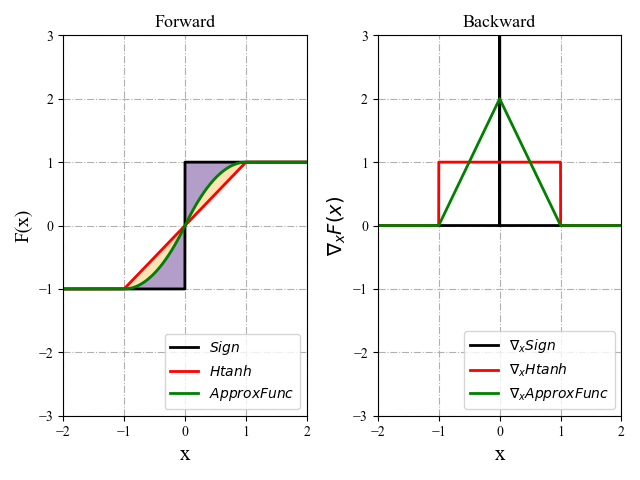 Forward
F(x)
3
2
1
0
−1
−2
−3
−2 −1 0 1 2
x
Sign
Htanh
ApproxFunc
Backward
∇xF(x)
3
2
1
0
−1
−2
−3
−2 −1 0 1 2
x
∇xSign
∇xHtanh
∇xApproxFunc